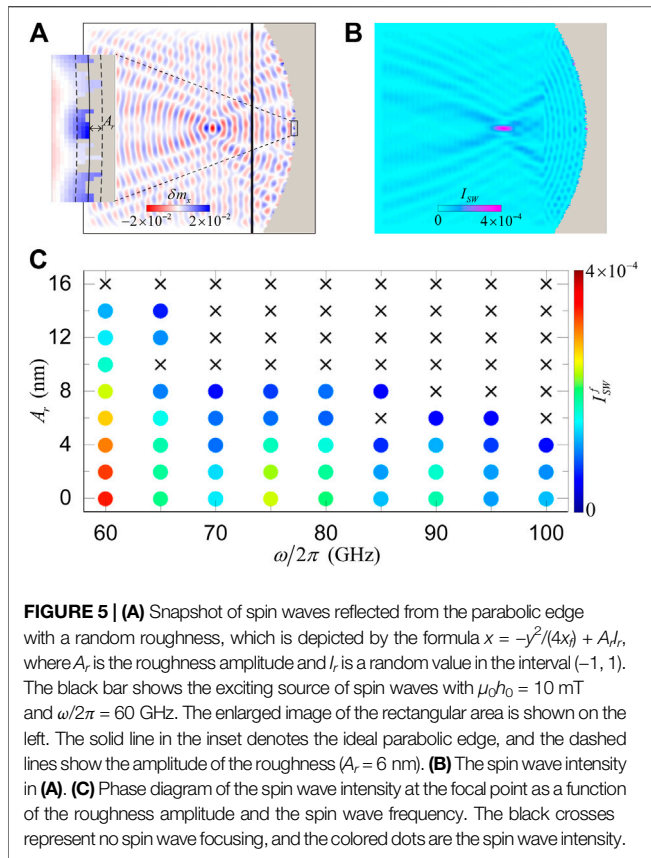 A
B
A_r
δm_x
−2×10⁻² 2×10⁻²
I_SW
0 4×10⁻⁴
C
16
12
8
4
0
A_r (nm)
60 70 80 90 100
ω/2π (GHz)
4×10⁻⁴
I^f_SW
0
FIGURE 5 | (A) Snapshot of spin waves reflected from the parabolic edge
with a random roughness, which is depicted by the formula x = −y²/(4x_f) + A_rI_r,
where A_r is the roughness amplitude and I_r is a random value in the interval (−1, 1).
The black bar shows the exciting source of spin waves with μ₀h₀ = 10 mT
and ω/2π = 60 GHz. The enlarged image of the rectangular area is shown on the
left. The solid line in the inset denotes the ideal parabolic edge, and the dashed
lines show the amplitude of the roughness (A_r = 6 nm). (B) The spin wave intensity
in (A). (C) Phase diagram of the spin wave intensity at the focal point as a function
of the roughness amplitude and the spin wave frequency. The black crosses
represent no spin wave focusing, and the colored dots are the spin wave intensity.